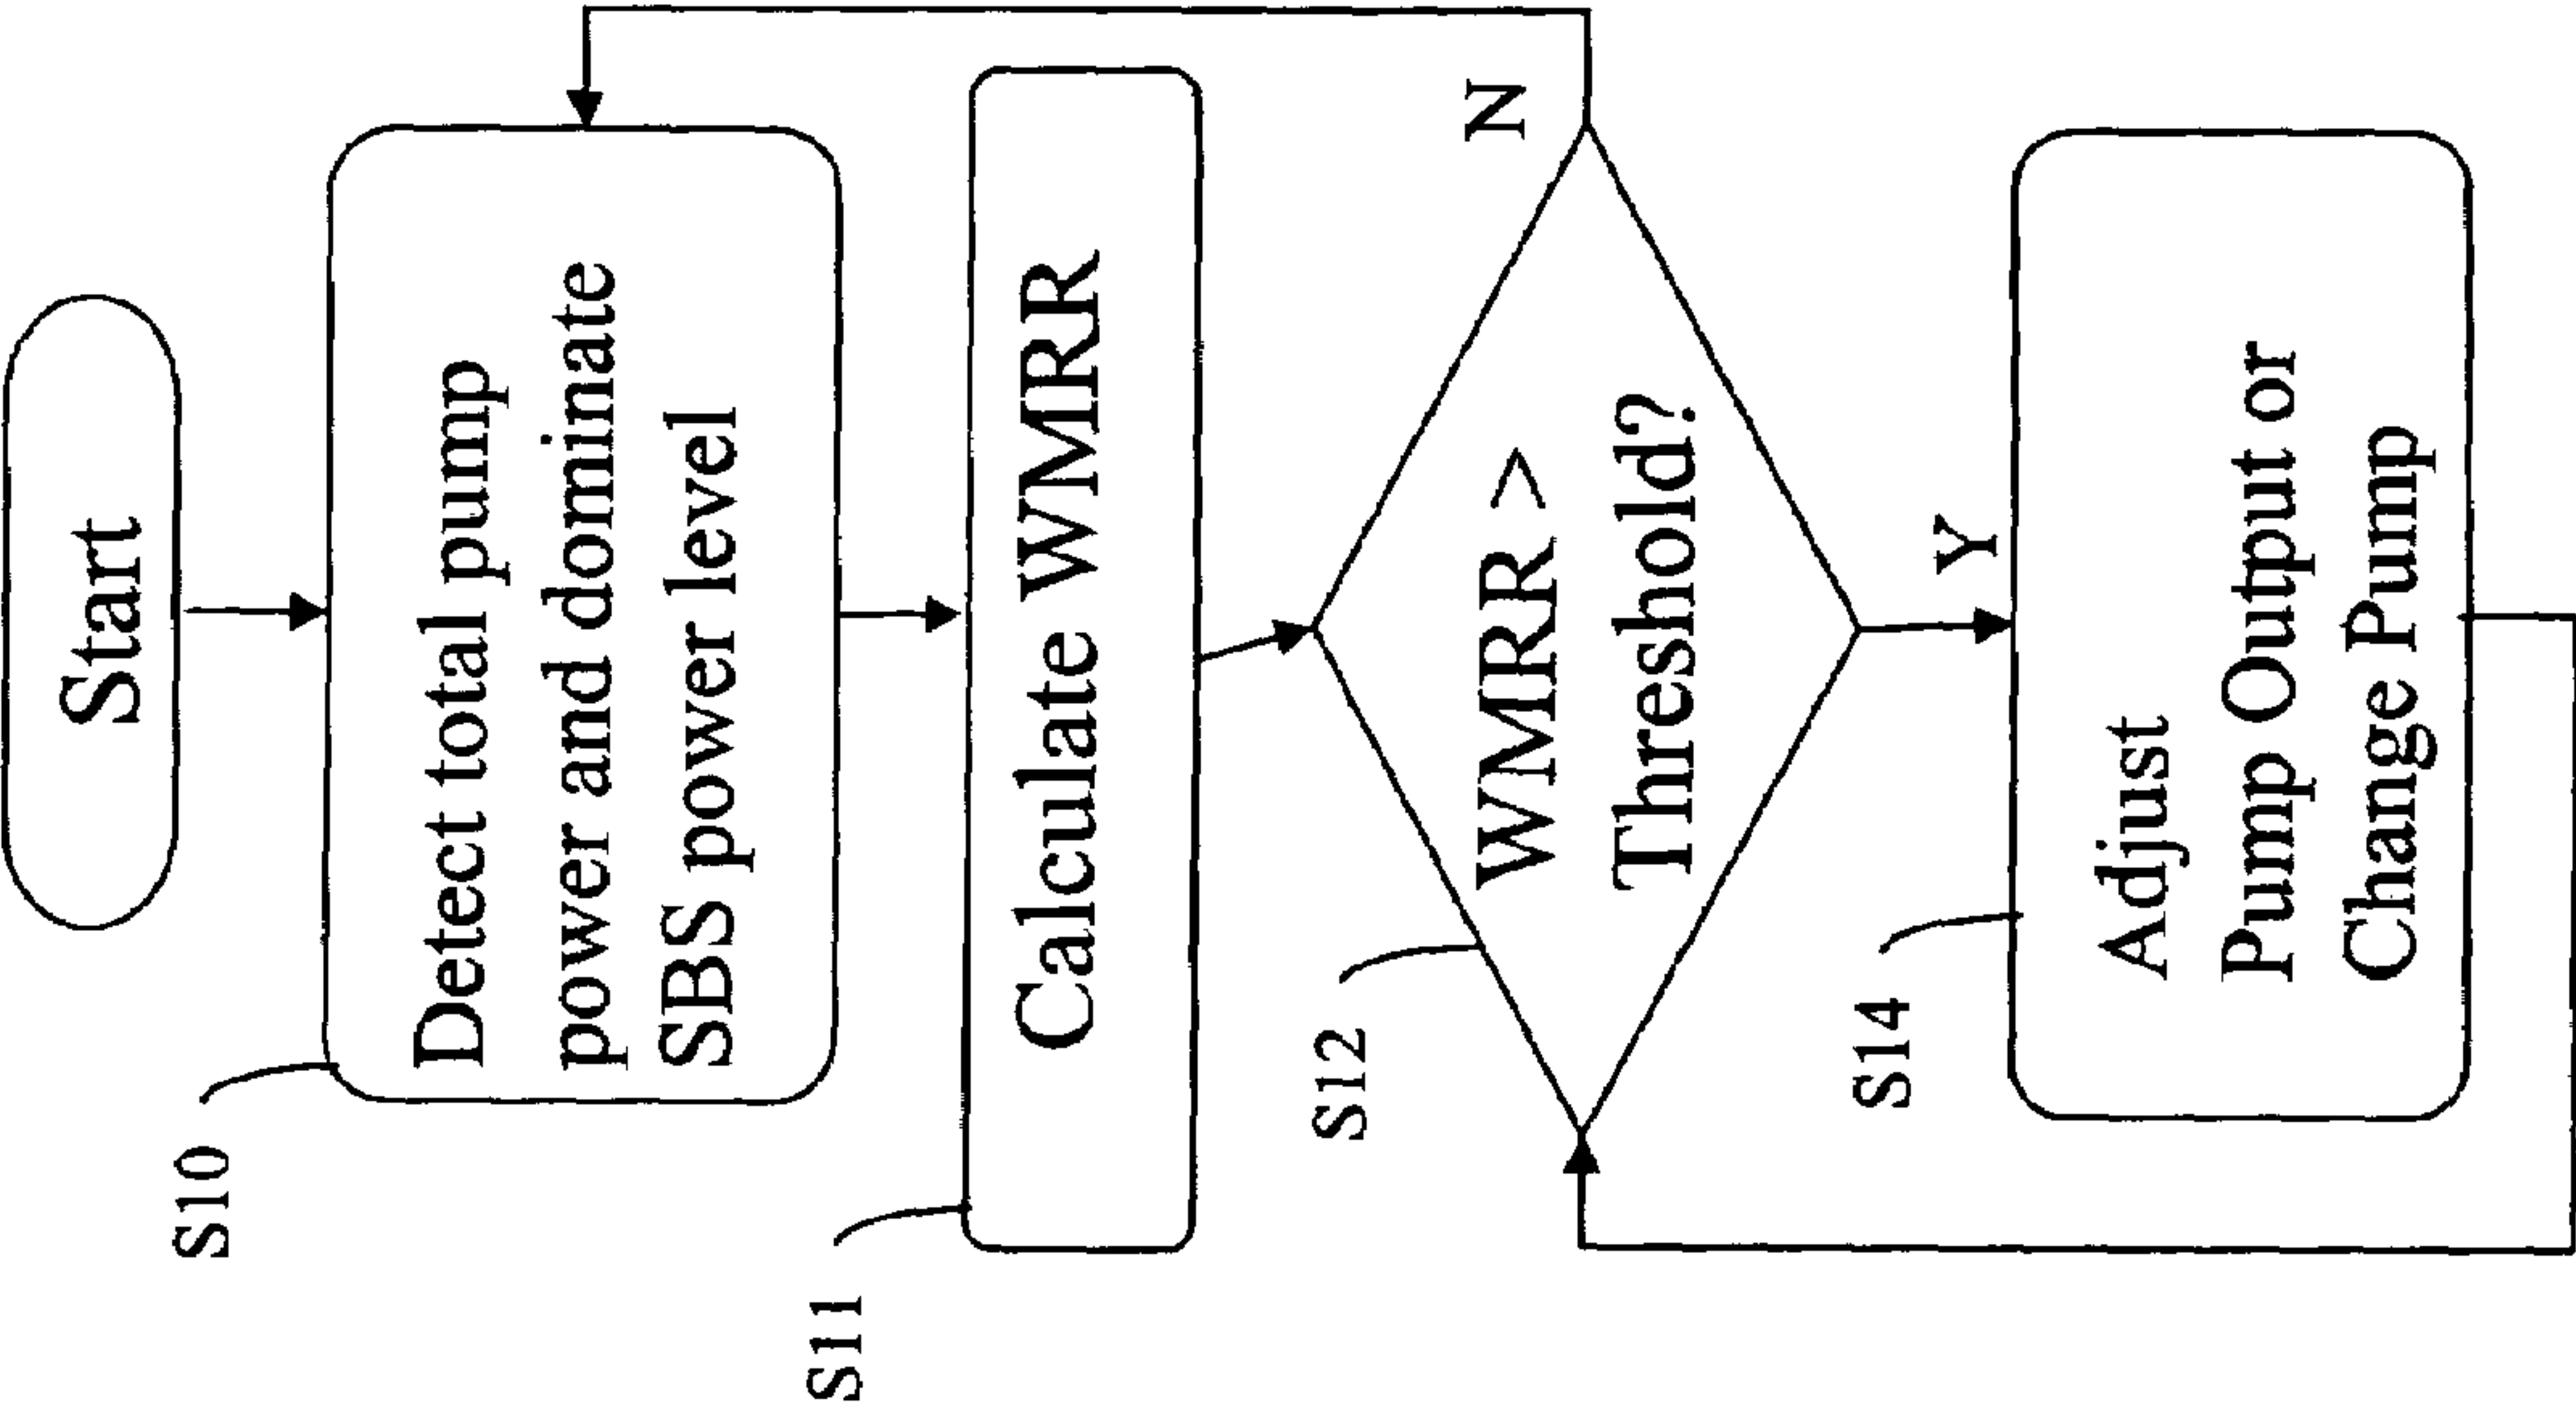 Start
S10
Detect total pump
power and dominate
SBS power level
S11
Calculate WMRR
S12
WMRR >
Threshold?
N
Y
S14
Adjust
Pump Output or
Change Pump